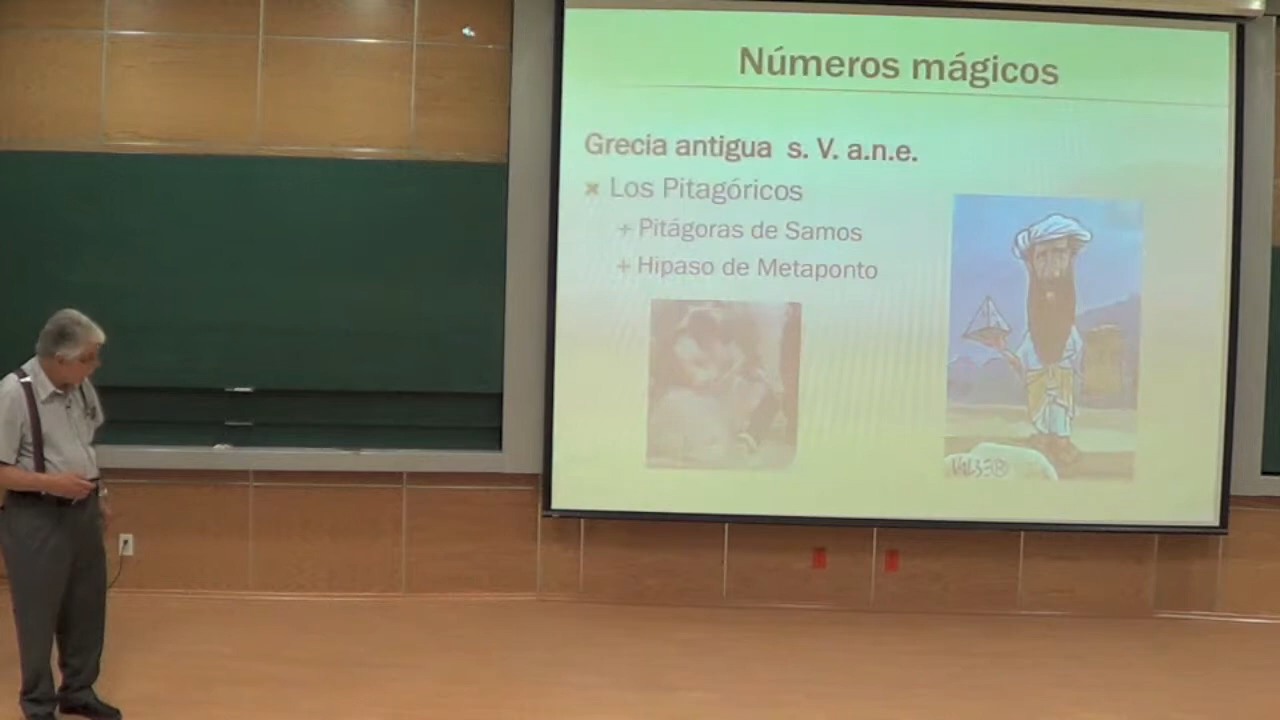 Números mágicos
Grecia antigua s. V. a.n.e.
Los Pitagóricos
+ Pitágoras de Samos
+ Hipaso de Metaponto